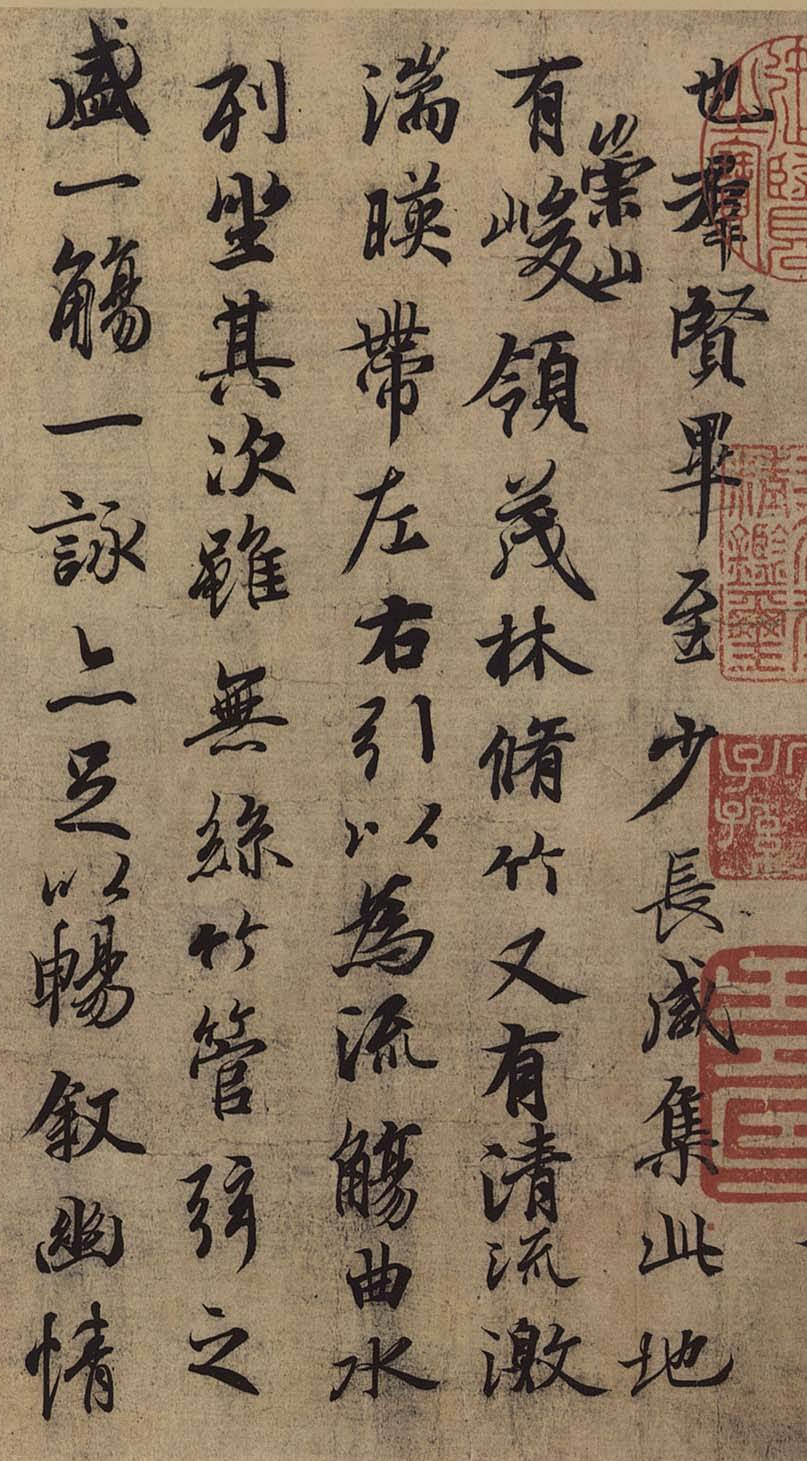 也羣賢畢至少長咸集此地
有崇山峻領茂林脩竹又有清流激
湍暎帶左右引以為流觴曲水
列坐其次雖無絲竹管弦之
盛一觴一詠亦足以暢敘幽情